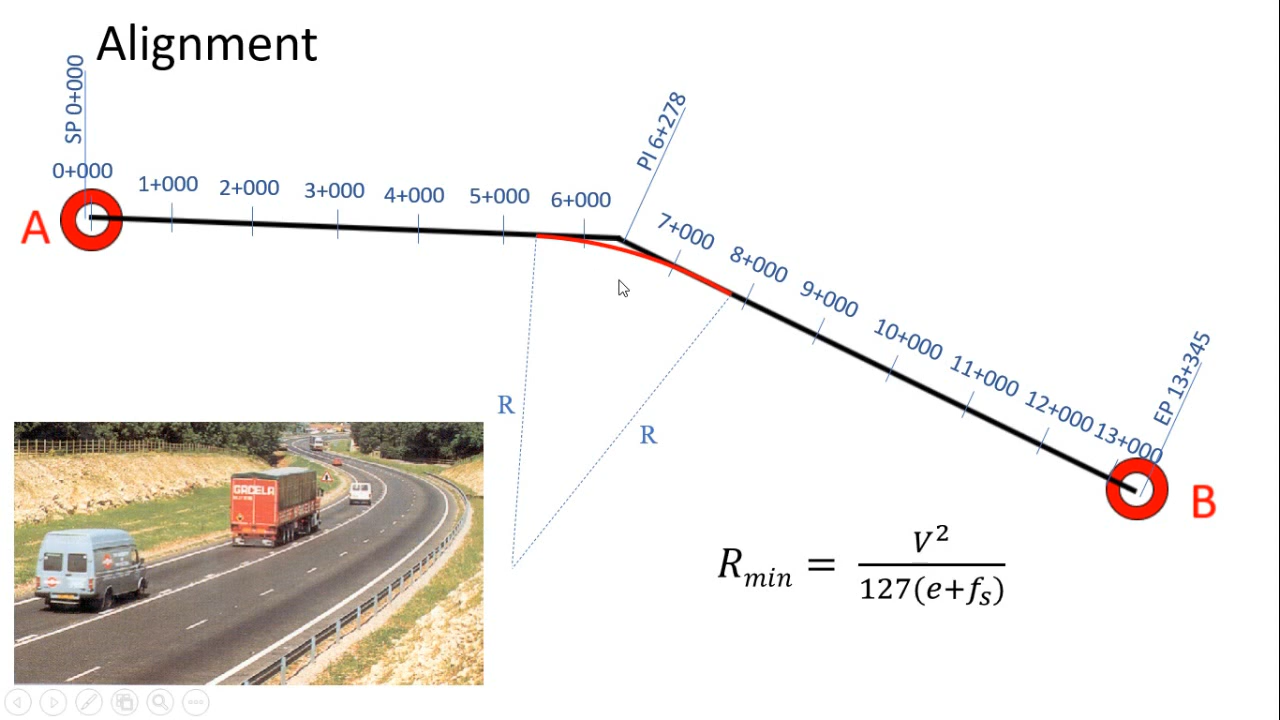 Alignment
SP 0+000
PI 6+278
0+000
1+000
2+000
3+000
4+000
5+000
6+000
7+000
8+000
9+000
10+000
11+000
12+000
13+000
EP 13+345
A
B
R
R
R_min = V² / 127(e+f_s)